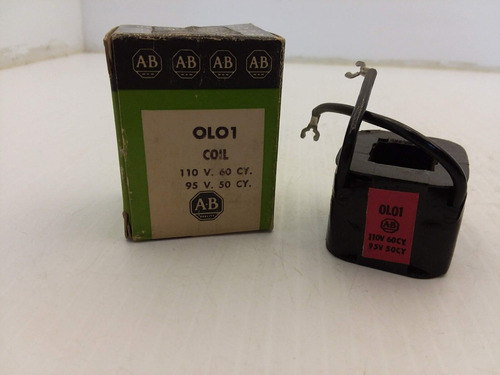 AB AB AB AB
OLO1
COIL
110 V. 60 CY.
95 V. 50 CY.
AB
OLO1
AB
110V 60CY
95V 50CY